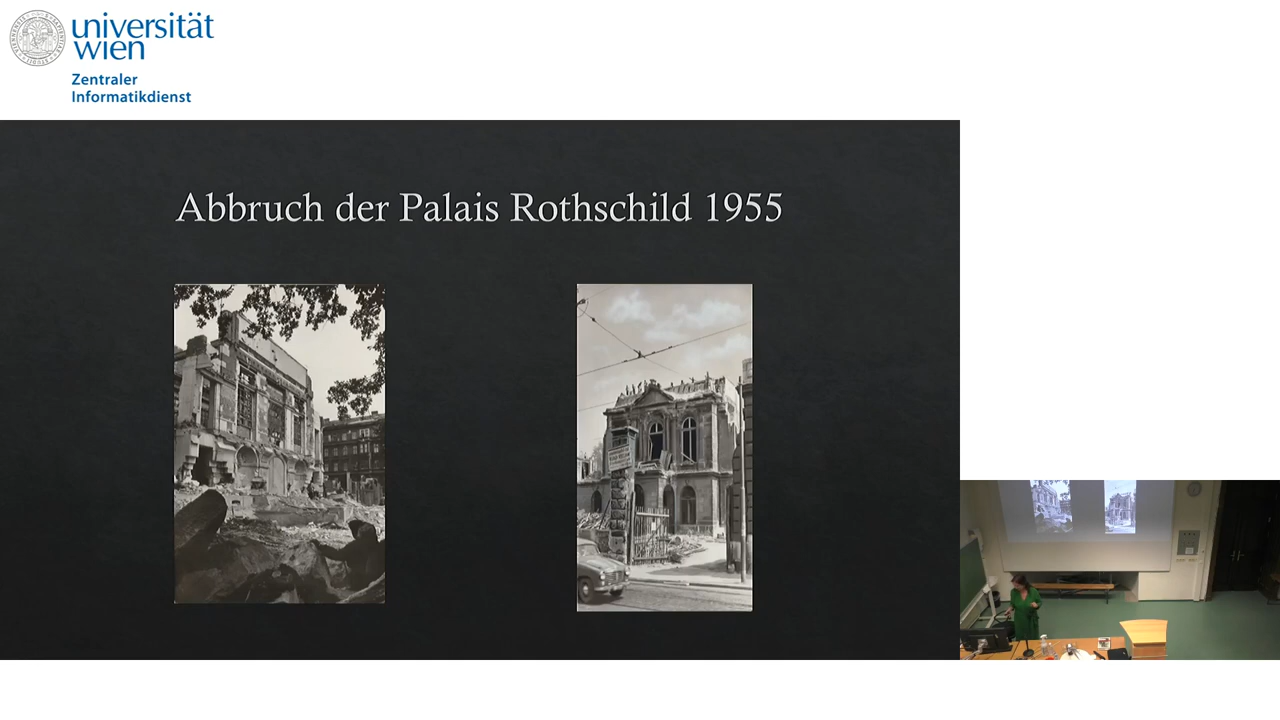 universität
wien
Zentraler
Informatikdienst
Abbruch der Palais Rothschild 1955